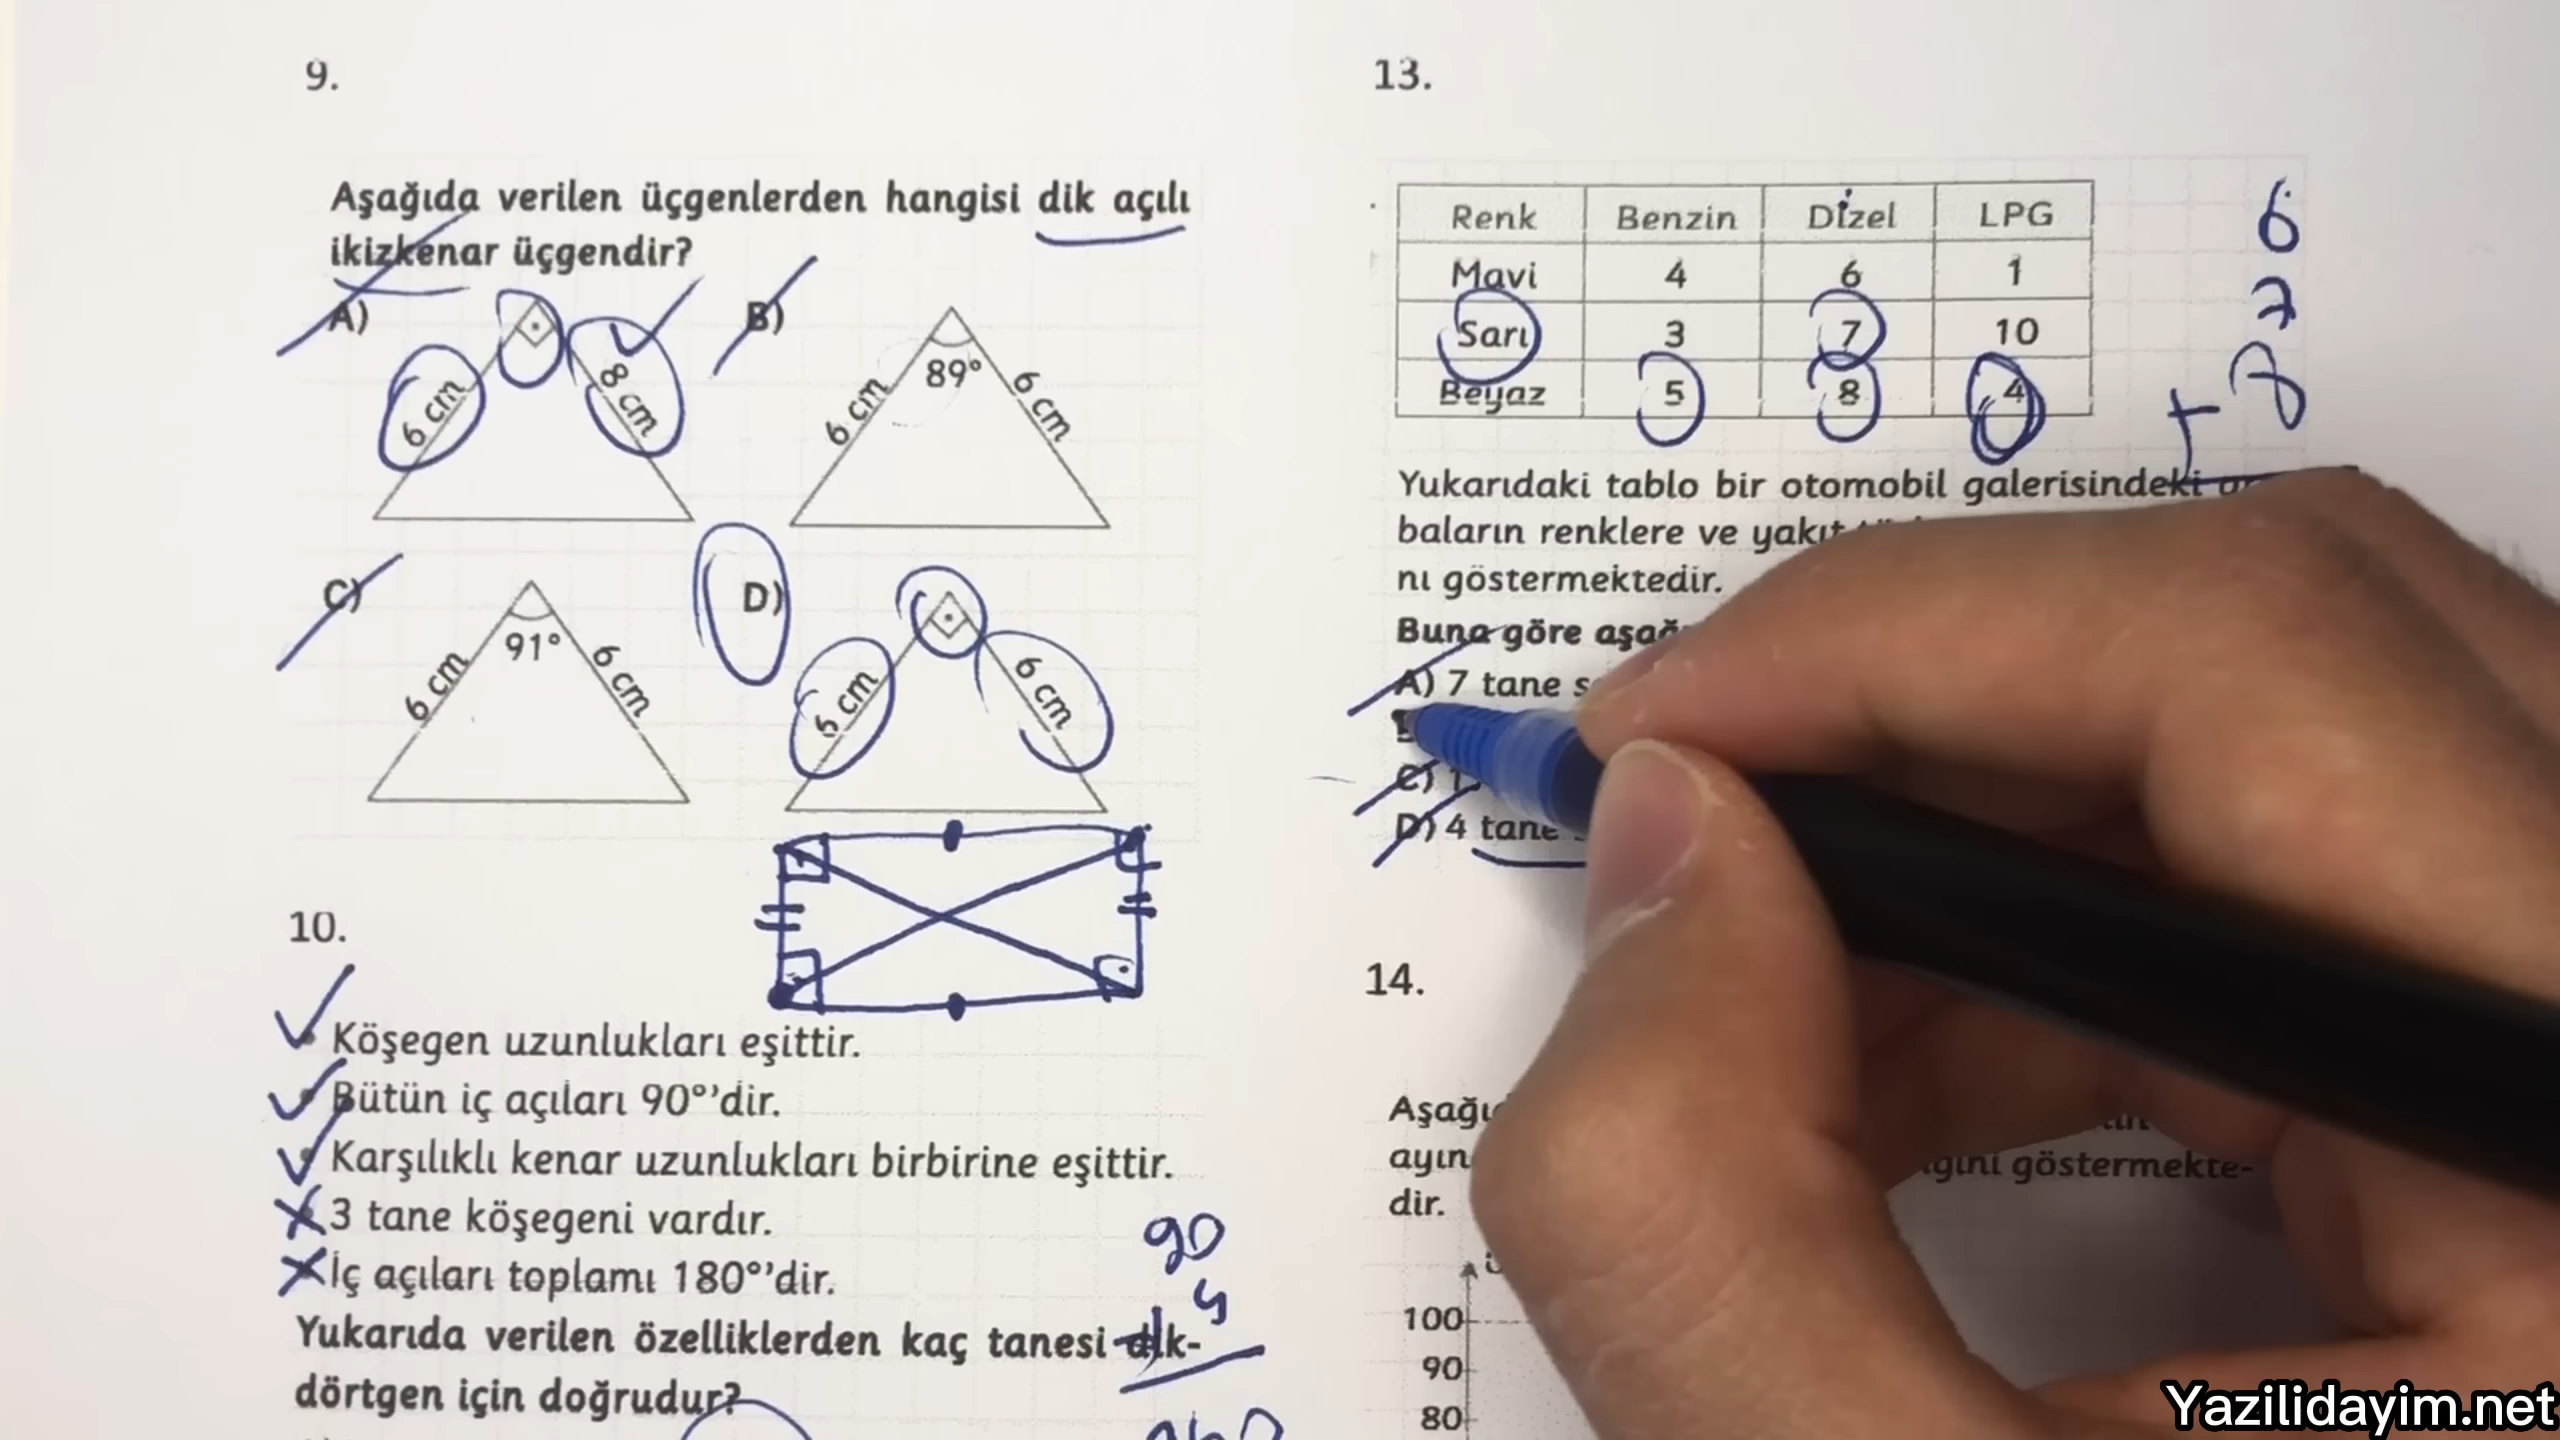 9.
Aşağıda verilen üçgenlerden hangisi dik açılı
ikizkenar üçgendir?
A)
6 cm
8 cm
B)
89°
6 cm
6 cm
C)
91°
6 cm
6 cm
D)
6 cm
6 cm
10.
Köşegen uzunlukları eşittir.
Bütün iç açıları 90°'dir.
Karşılıklı kenar uzunlukları birbirine eşittir.
3 tane köşegeni vardır.
İç açıları toplamı 180°'dir.
90
4
Yukarıda verilen özelliklerden kaç tanesi dik-
dörtgen için doğrudur?
13.
Renk Benzin Dizel LPG
Mavi 4 6 1
Sarı 3 7 10
Beyaz 5 8 4
6
7
+ 8
Yukarıdaki tablo bir otomobil galerisindeki
baların renklere ve yakıt
nı göstermektedir.
Buna göre
A) 7 tane
C)
D) 4 tane
14.
ayın
gini göstermekte-
dir.
100
90
80
Yazilidayim.net